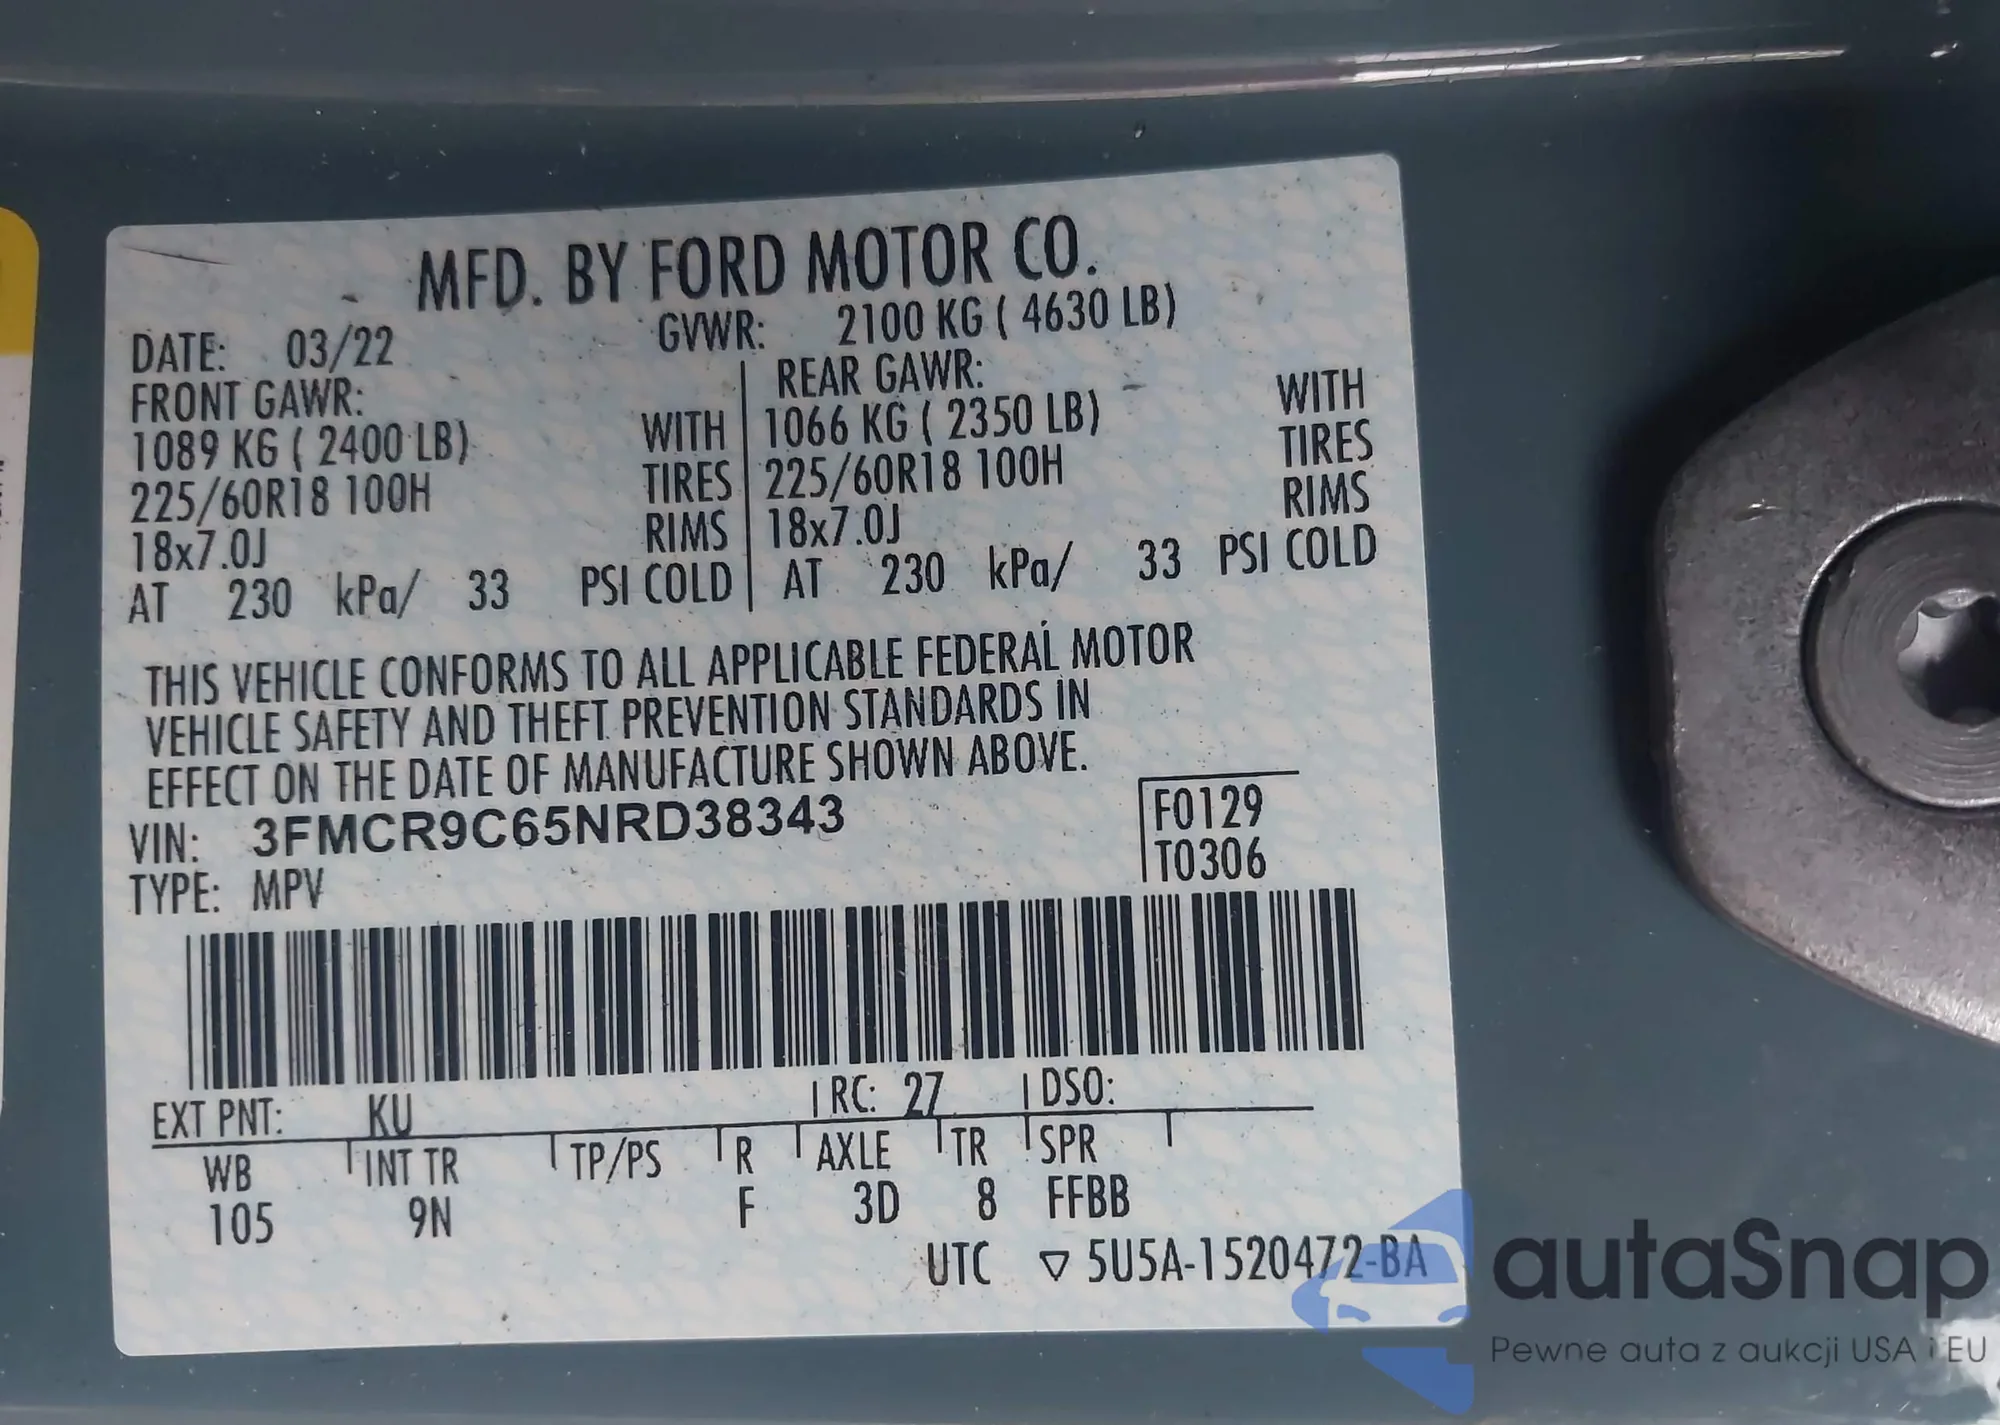 MFD. BY FORD MOTOR CO.
DATE: 03/22 GVWR: 2100 KG ( 4630 LB)
FRONT GAWR: REAR GAWR:
1089 KG ( 2400 LB) WITH 1066 KG ( 2350 LB) WITH
225/60R18 100H TIRES 225/60R18 100H TIRES
18x7.0J RIMS 18x7.0J RIMS
AT 230 kPa/ 33 PSI COLD AT 230 kPa/ 33 PSI COLD
THIS VEHICLE CONFORMS TO ALL APPLICABLE FEDERAL MOTOR
VEHICLE SAFETY AND THEFT PREVENTION STANDARDS IN
EFFECT ON THE DATE OF MANUFACTURE SHOWN ABOVE.
VIN: 3FMCR9C65NRD38343 F0129
TYPE: MPV T0306
EXT PNT: KU RC: 27 DSO:
WB INT TR TP/PS R AXLE TR SPR
105 9N F 3D 8 FFBB
UTC ▽ 5U5A-1520472-BA
autaSnap
Pewne auta z aukcji USA i EU